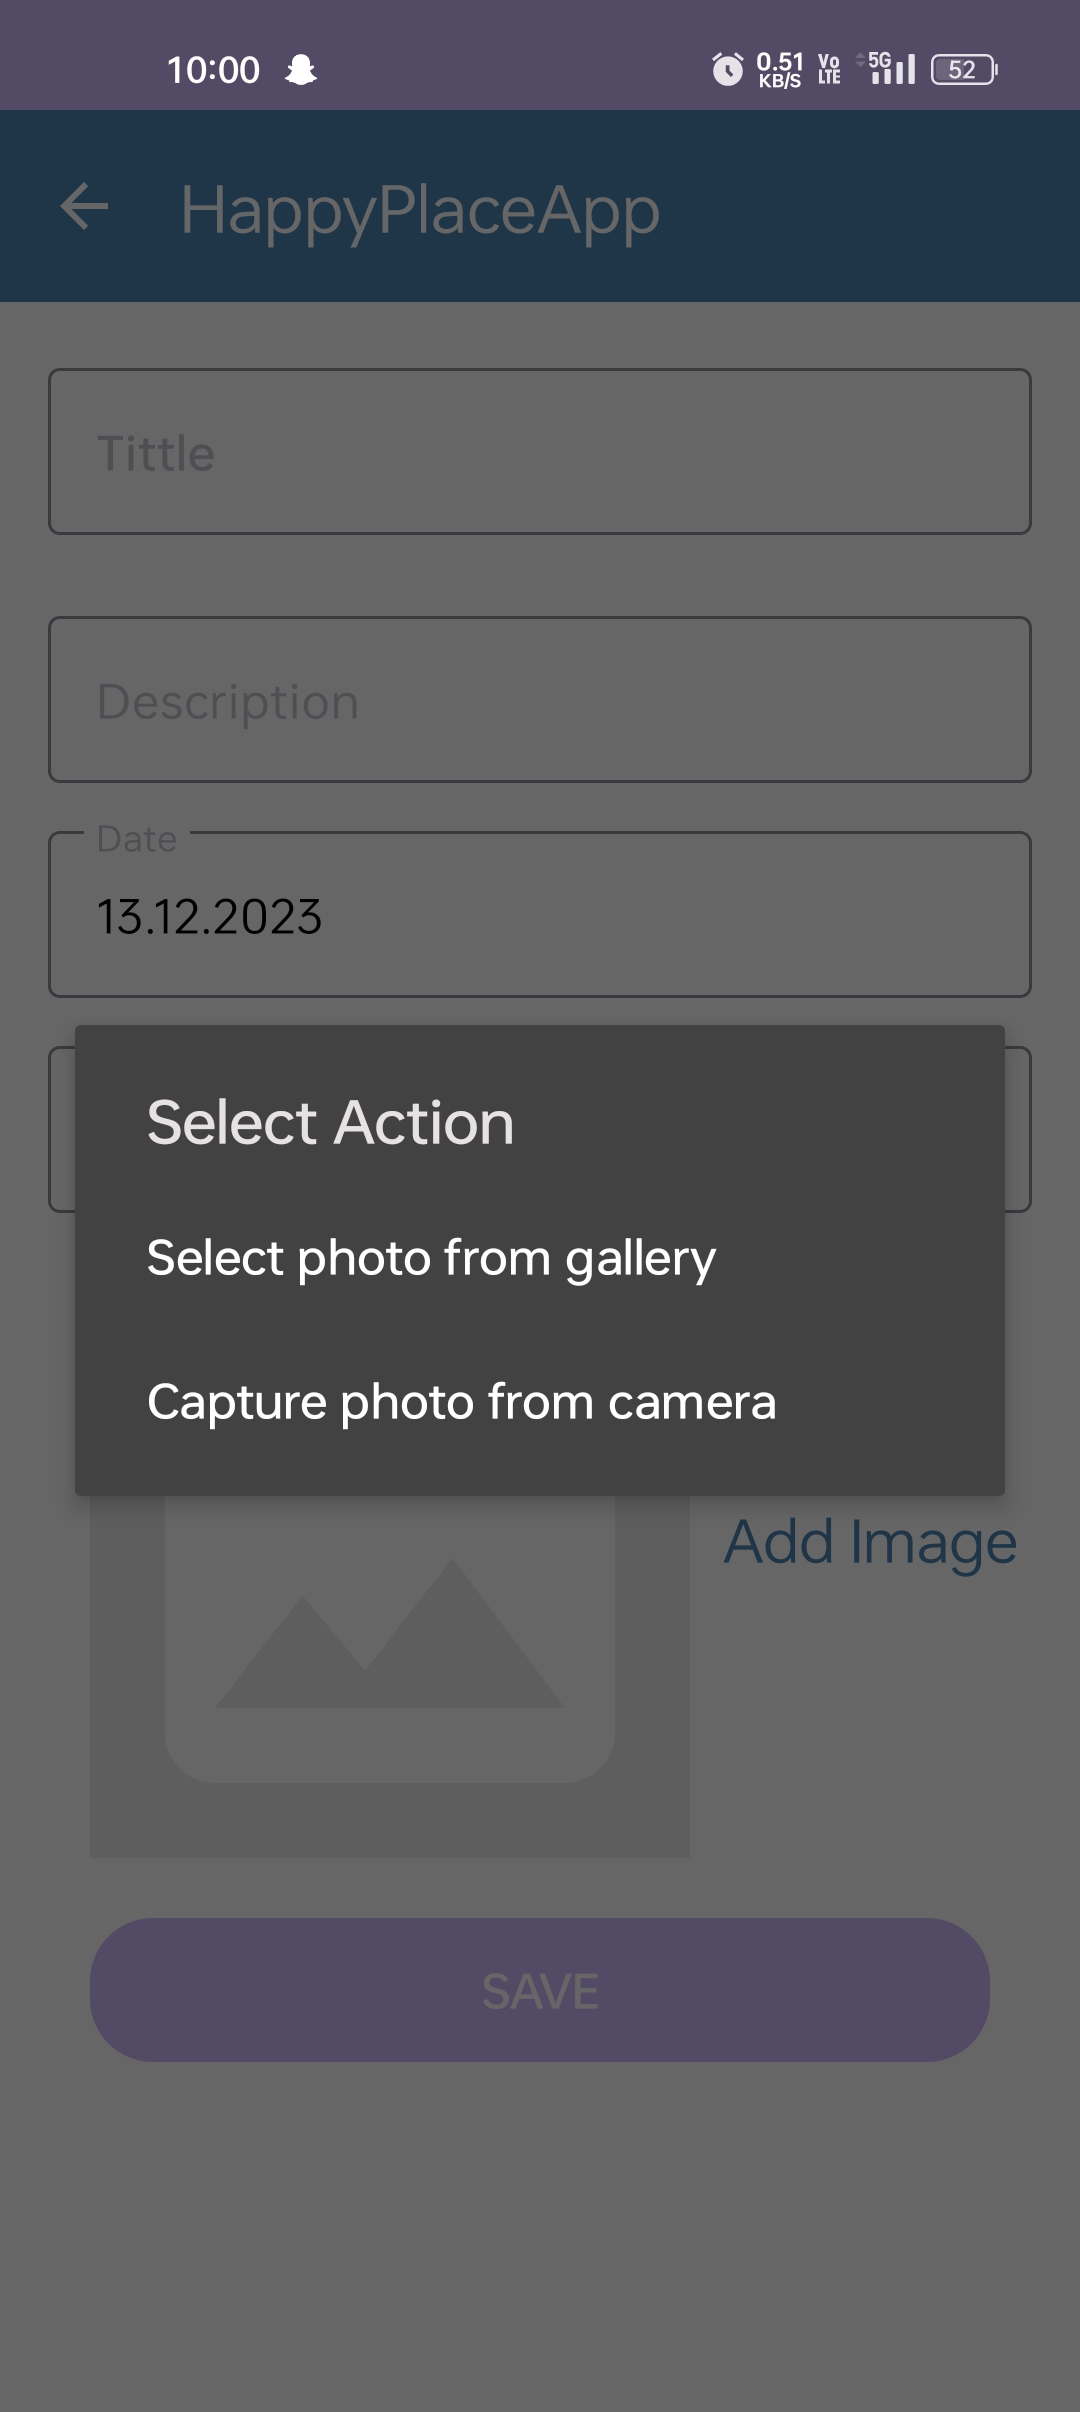 10:00
0.51
KB/S
Vo
LTE
5G
52
HappyPlaceApp
Tittle
Description
Date
13.12.2023
Select Action
Select photo from gallery
Capture photo from camera
Add Image
SAVE